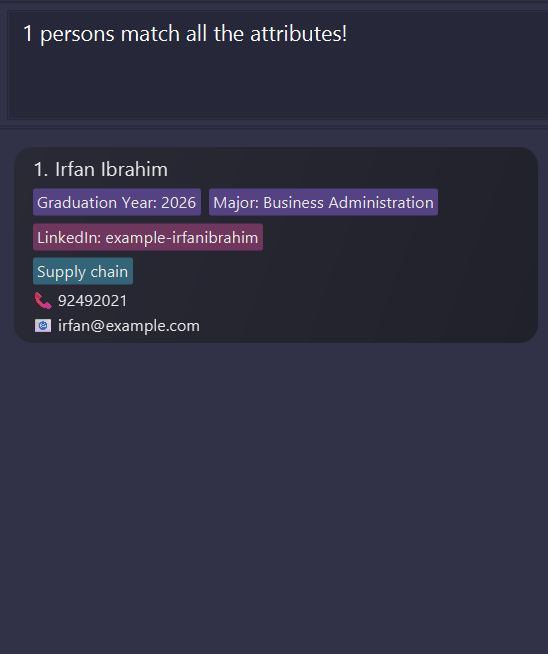 1 persons match all the attributes!
1. Irfan Ibrahim
Graduation Year: 2026 Major: Business Administration
LinkedIn: example-irfanibrahim
Supply chain
92492021
irfan@example.com